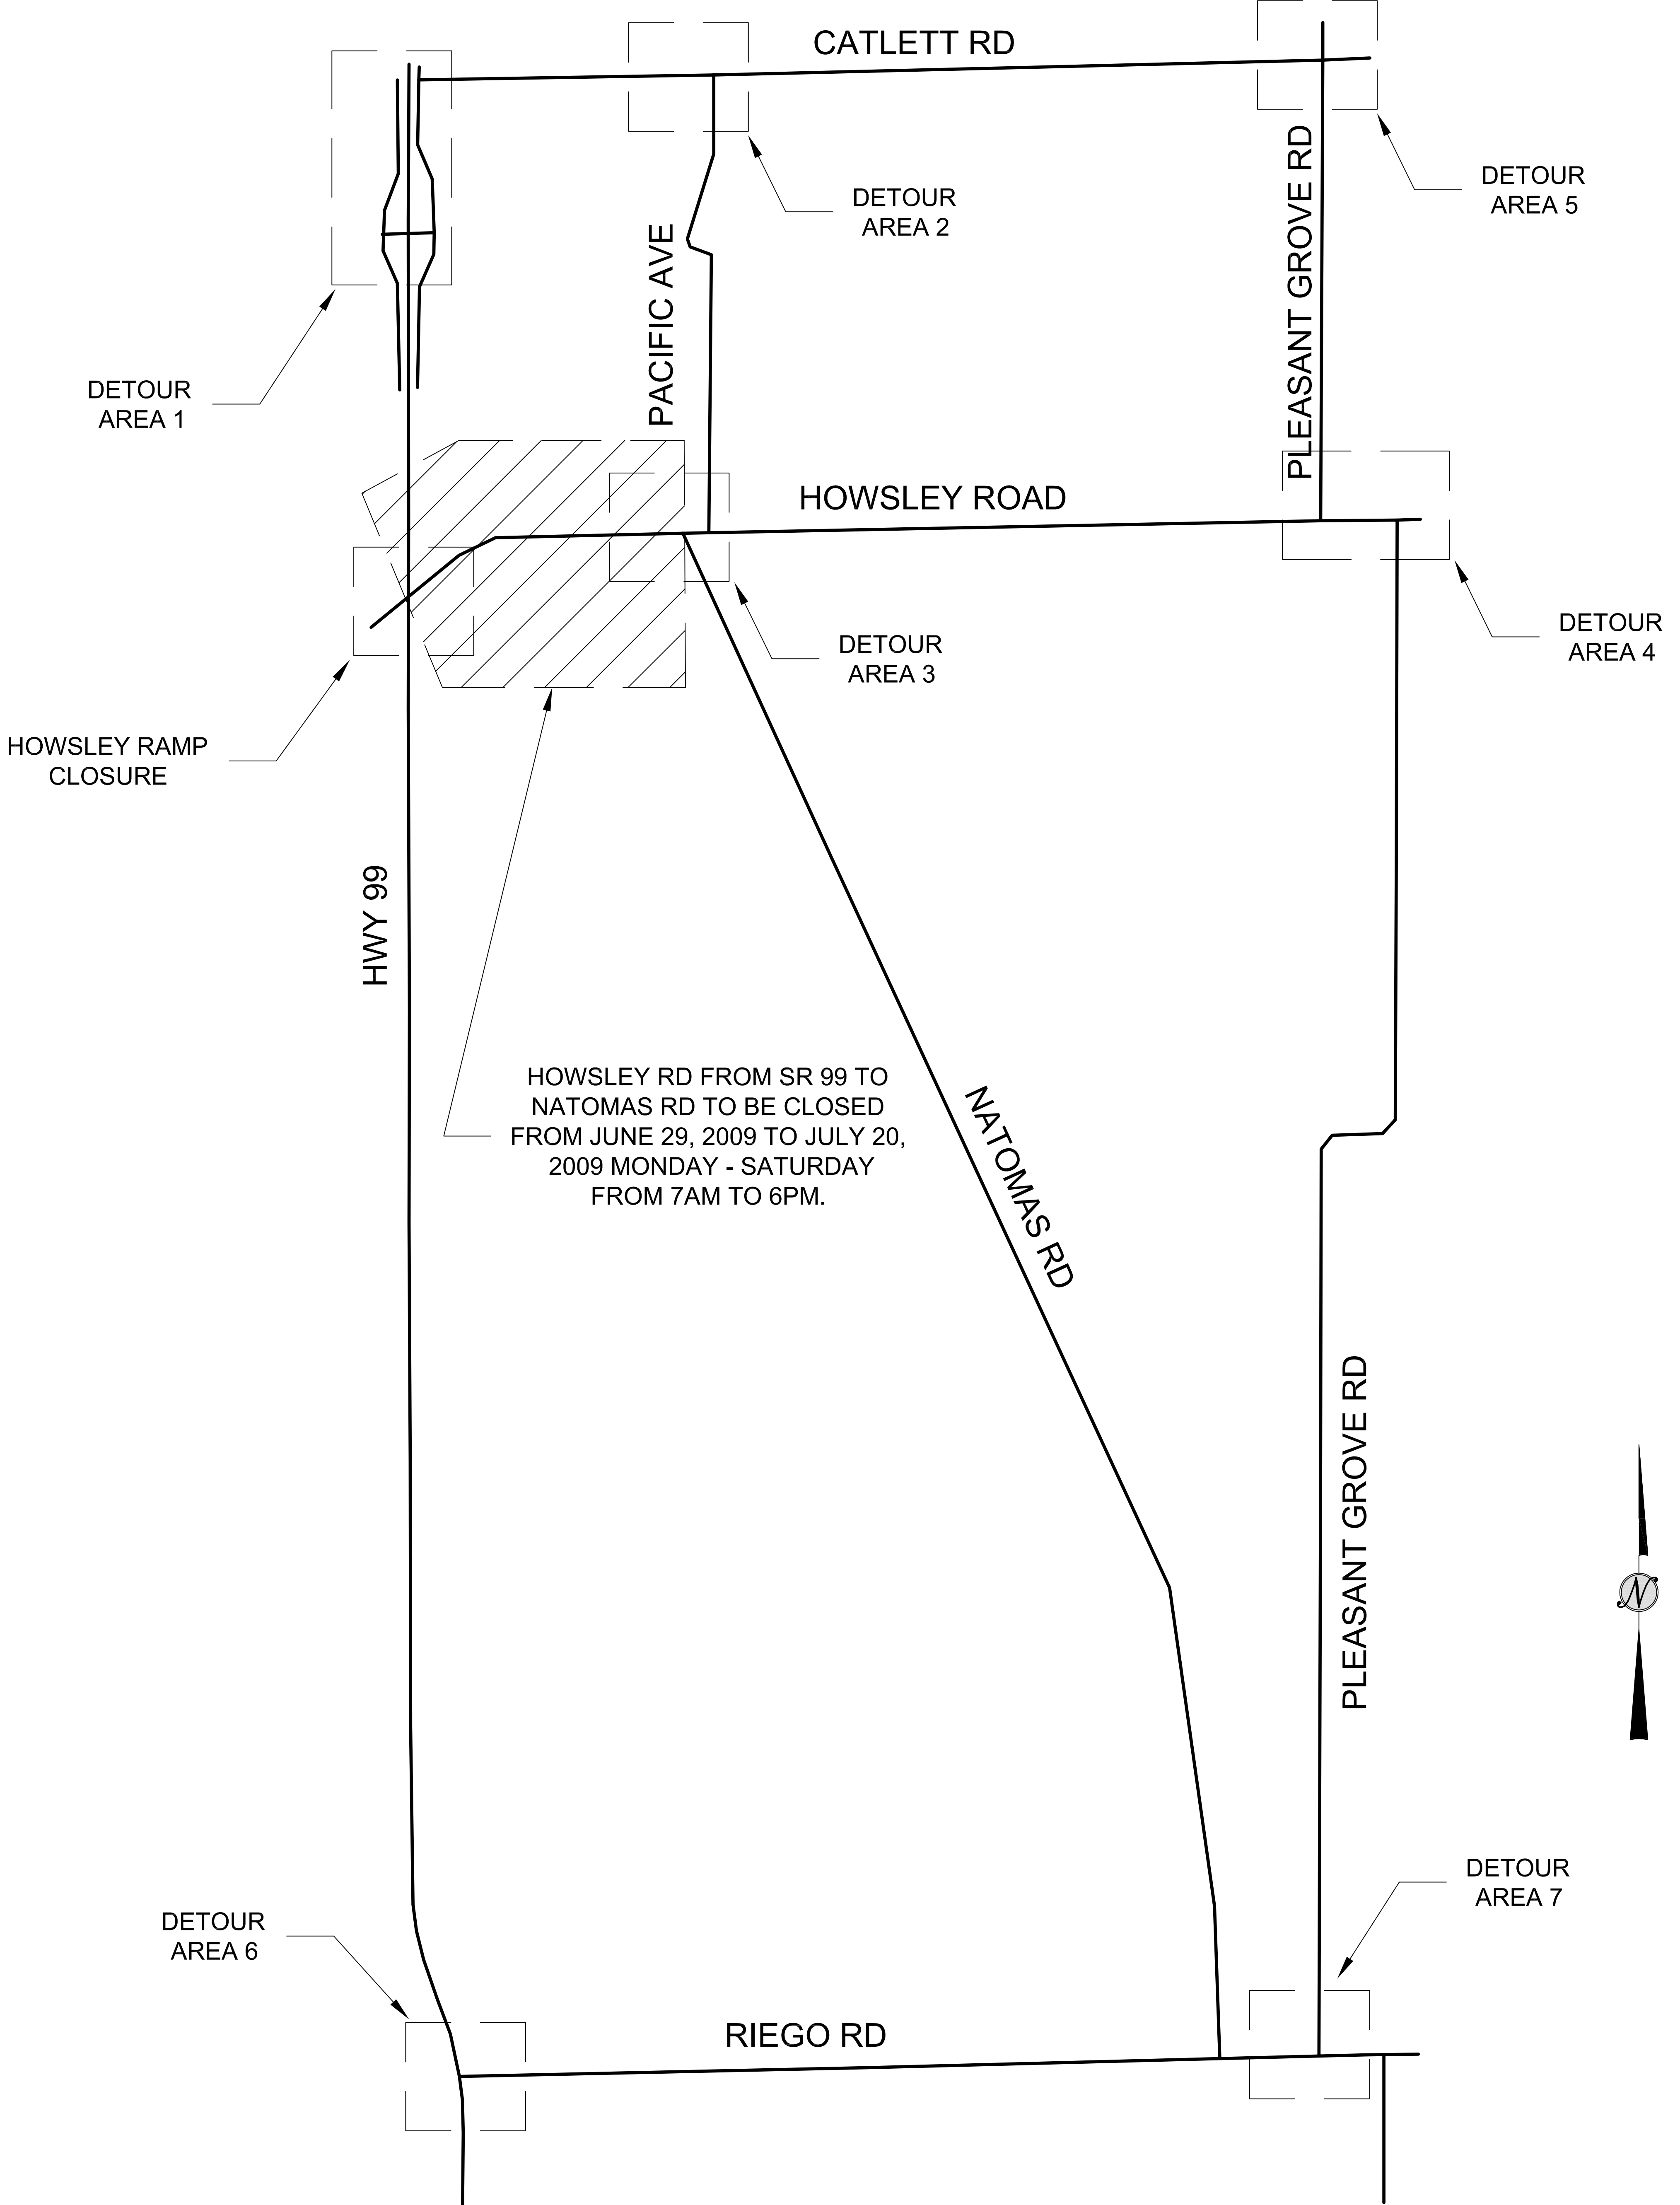 CATLETT RD
DETOUR
AREA 5
DETOUR
AREA 2
PLEASANT GROVE RD
PACIFIC AVE
DETOUR
AREA 1
HOWSLEY ROAD
DETOUR
AREA 4
DETOUR
AREA 3
HOWSLEY RAMP
CLOSURE
HWY 99
HOWSLEY RD FROM SR 99 TO
NATOMAS RD TO BE CLOSED
FROM JUNE 29, 2009 TO JULY 20,
2009 MONDAY - SATURDAY
FROM 7AM TO 6PM.
NATOMAS RD
PLEASANT GROVE RD
N
DETOUR
AREA 7
DETOUR
AREA 6
RIEGO RD